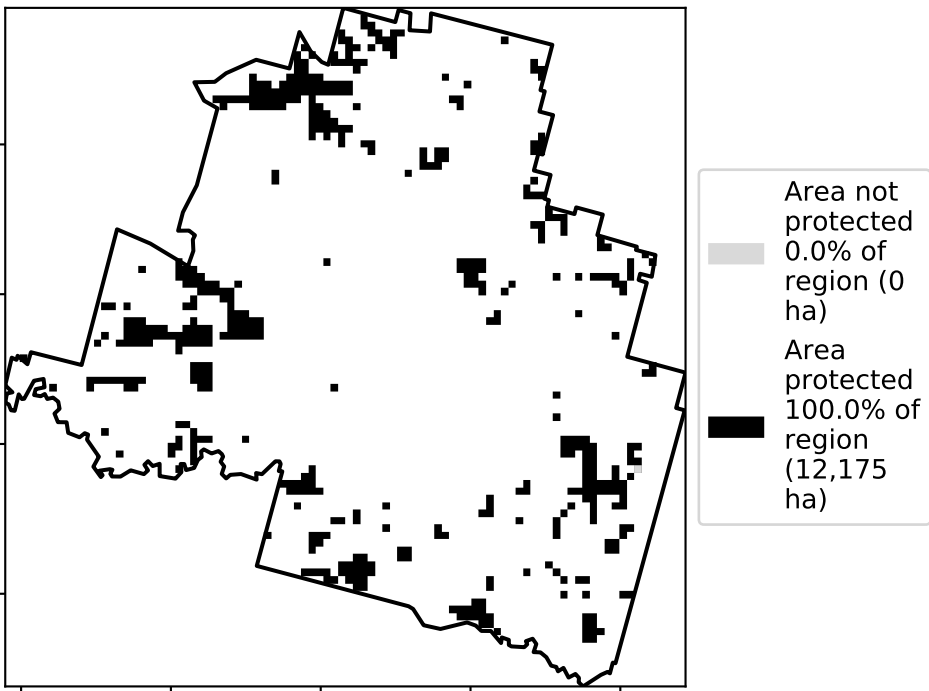 Area not
protected
0.0% of
region (0
ha)
Area
protected
100.0% of
region
(12,175
ha)